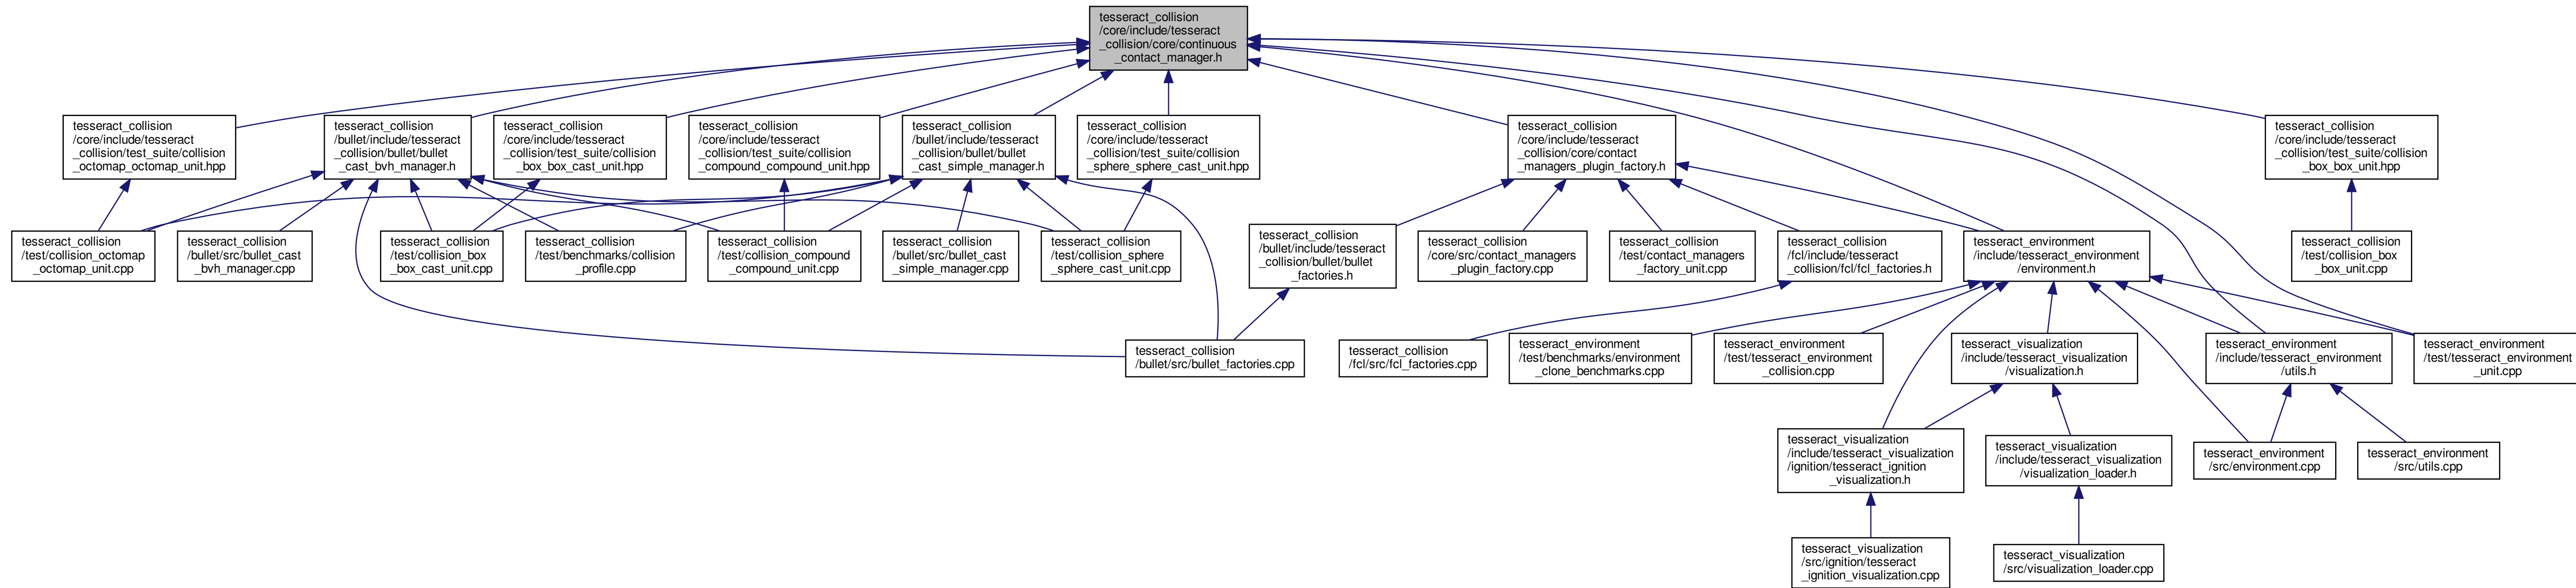 tesseract_collision
/core/include/tesseract
_collision/core/continuous
_contact_manager.h
tesseract_collision
/core/include/tesseract
_collision/test_suite/collision
_octomap_octomap_unit.hpp
tesseract_collision
/bullet/include/tesseract
_collision/bullet/bullet
_cast_bvh_manager.h
tesseract_collision
/core/include/tesseract
_collision/test_suite/collision
_box_box_cast_unit.hpp
tesseract_collision
/core/include/tesseract
_collision/test_suite/collision
_compound_compound_unit.hpp
tesseract_collision
/bullet/include/tesseract
_collision/bullet/bullet
_cast_simple_manager.h
tesseract_collision
/core/include/tesseract
_collision/test_suite/collision
_sphere_sphere_cast_unit.hpp
tesseract_collision
/core/include/tesseract
_collision/core/contact
_managers_plugin_factory.h
tesseract_collision
/core/include/tesseract
_collision/test_suite/collision
_box_box_unit.hpp
tesseract_collision
/test/collision_octomap
_octomap_unit.cpp
tesseract_collision
/bullet/src/bullet_cast
_bvh_manager.cpp
tesseract_collision
/test/collision_box
_box_cast_unit.cpp
tesseract_collision
/test/benchmarks/collision
_profile.cpp
tesseract_collision
/test/collision_compound
_compound_unit.cpp
tesseract_collision
/bullet/src/bullet_cast
_simple_manager.cpp
tesseract_collision
/test/collision_sphere
_sphere_cast_unit.cpp
tesseract_collision
/bullet/include/tesseract
_collision/bullet/bullet
_factories.h
tesseract_collision
/core/src/contact_managers
_plugin_factory.cpp
tesseract_collision
/test/contact_managers
_factory_unit.cpp
tesseract_collision
/fcl/include/tesseract
_collision/fcl/fcl_factories.h
tesseract_environment
/include/tesseract_environment
/environment.h
tesseract_collision
/test/collision_box
_box_unit.cpp
tesseract_collision
/bullet/src/bullet_factories.cpp
tesseract_collision
/fcl/src/fcl_factories.cpp
tesseract_environment
/test/benchmarks/environment
_clone_benchmarks.cpp
tesseract_environment
/test/tesseract_environment
_collision.cpp
tesseract_visualization
/include/tesseract_visualization
/visualization.h
tesseract_environment
/include/tesseract_environment
/utils.h
tesseract_environment
/test/tesseract_environment
_unit.cpp
tesseract_visualization
/include/tesseract_visualization
/ignition/tesseract_ignition
_visualization.h
tesseract_visualization
/include/tesseract_visualization
/visualization_loader.h
tesseract_environment
/src/environment.cpp
tesseract_environment
/src/utils.cpp
tesseract_visualization
/src/ignition/tesseract
_ignition_visualization.cpp
tesseract_visualization
/src/visualization_loader.cpp